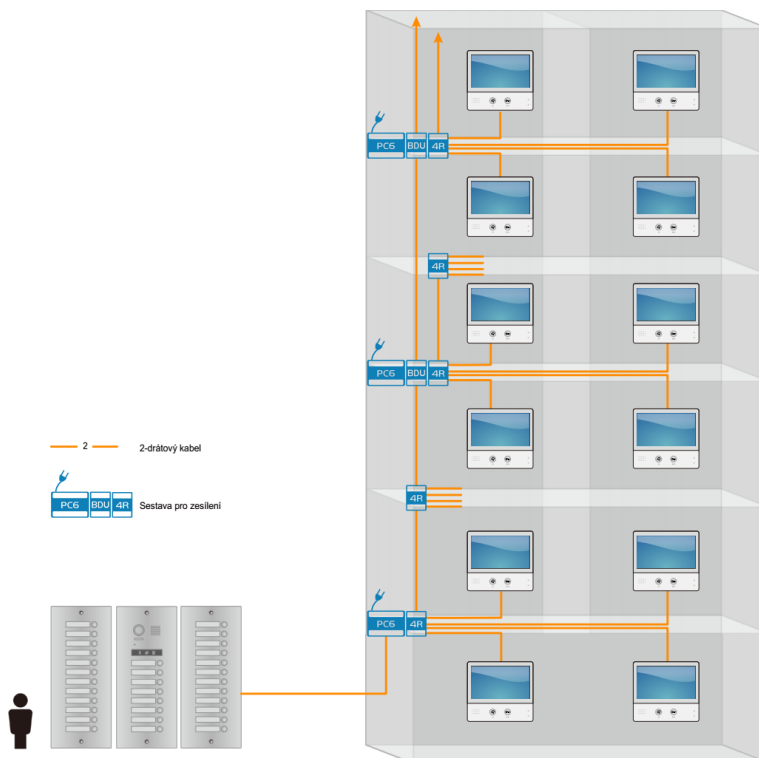 PC6 BDU 4R
4R
PC6 BDU 4R
2 2-drátový kabel
PC6 BDU 4R Sestava pro zesílení
4R
PC6 4R